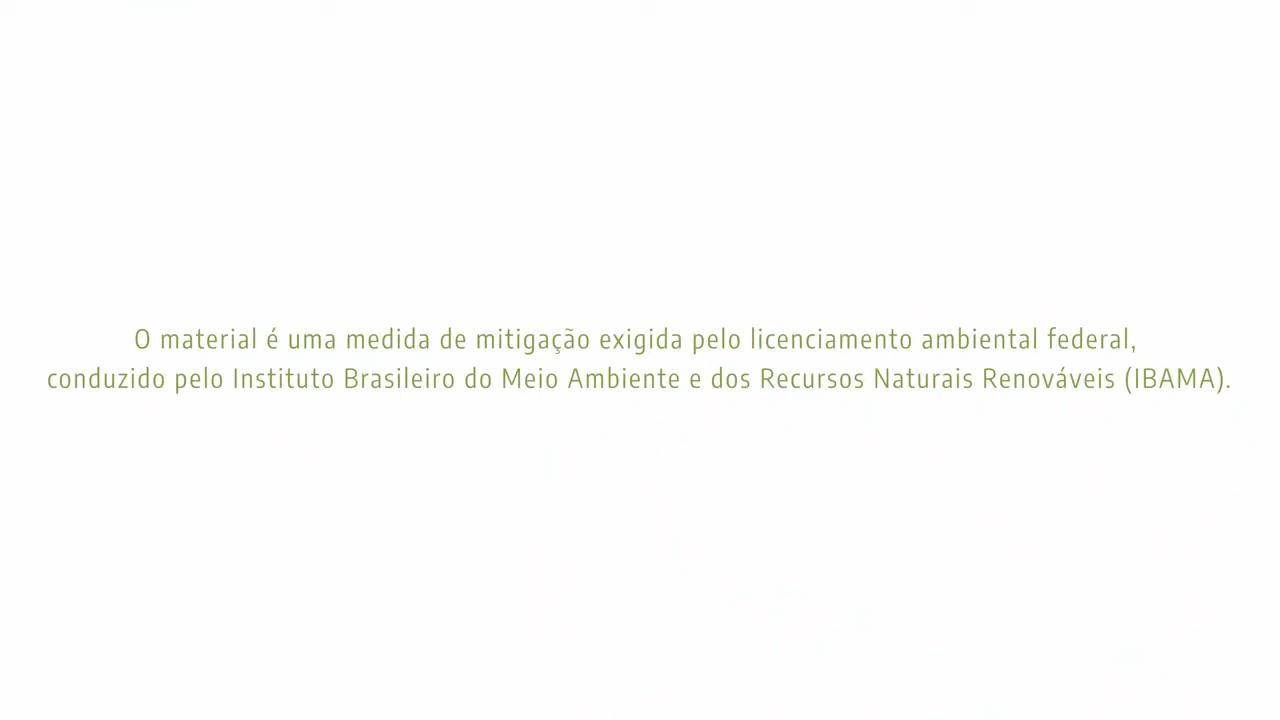 O material é uma medida de mitigação exigida pelo licenciamento ambiental federal,
conduzido pelo Instituto Brasileiro do Meio Ambiente e dos Recursos Naturais Renováveis (IBAMA).